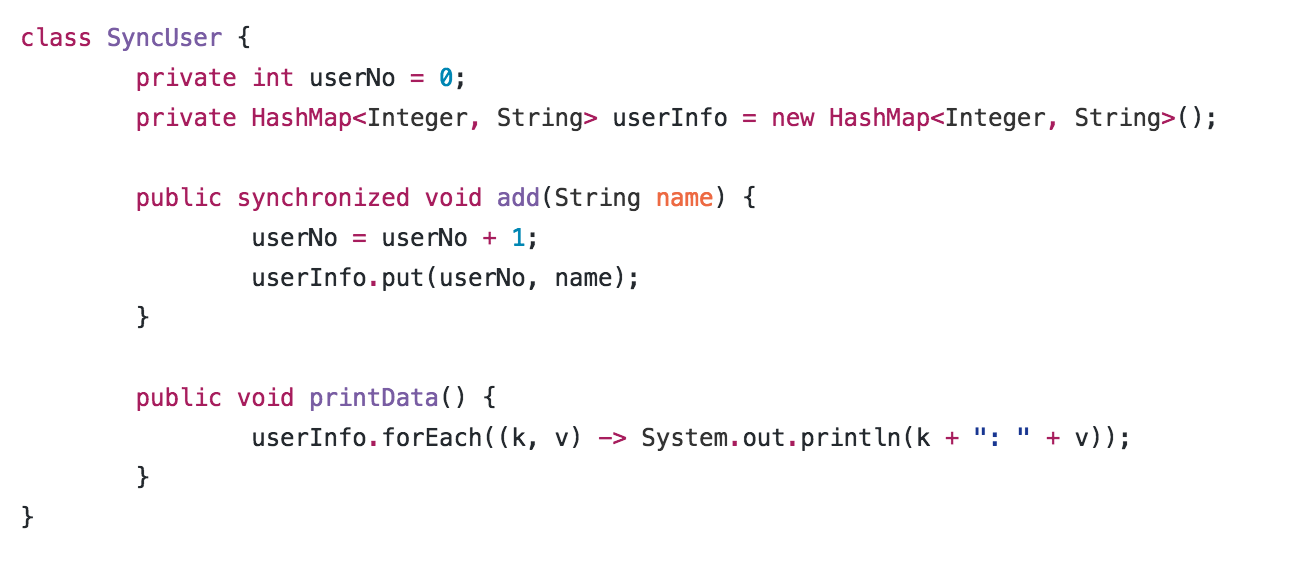 class SyncUser {
private int userNo = 0;
private HashMap<Integer, String> userInfo = new HashMap<Integer, String>();
public synchronized void add(String name) {
userNo = userNo + 1;
userInfo.put(userNo, name);
}
public void printData() {
userInfo.forEach((k, v) -> System.out.println(k + ": " + v));
}
}